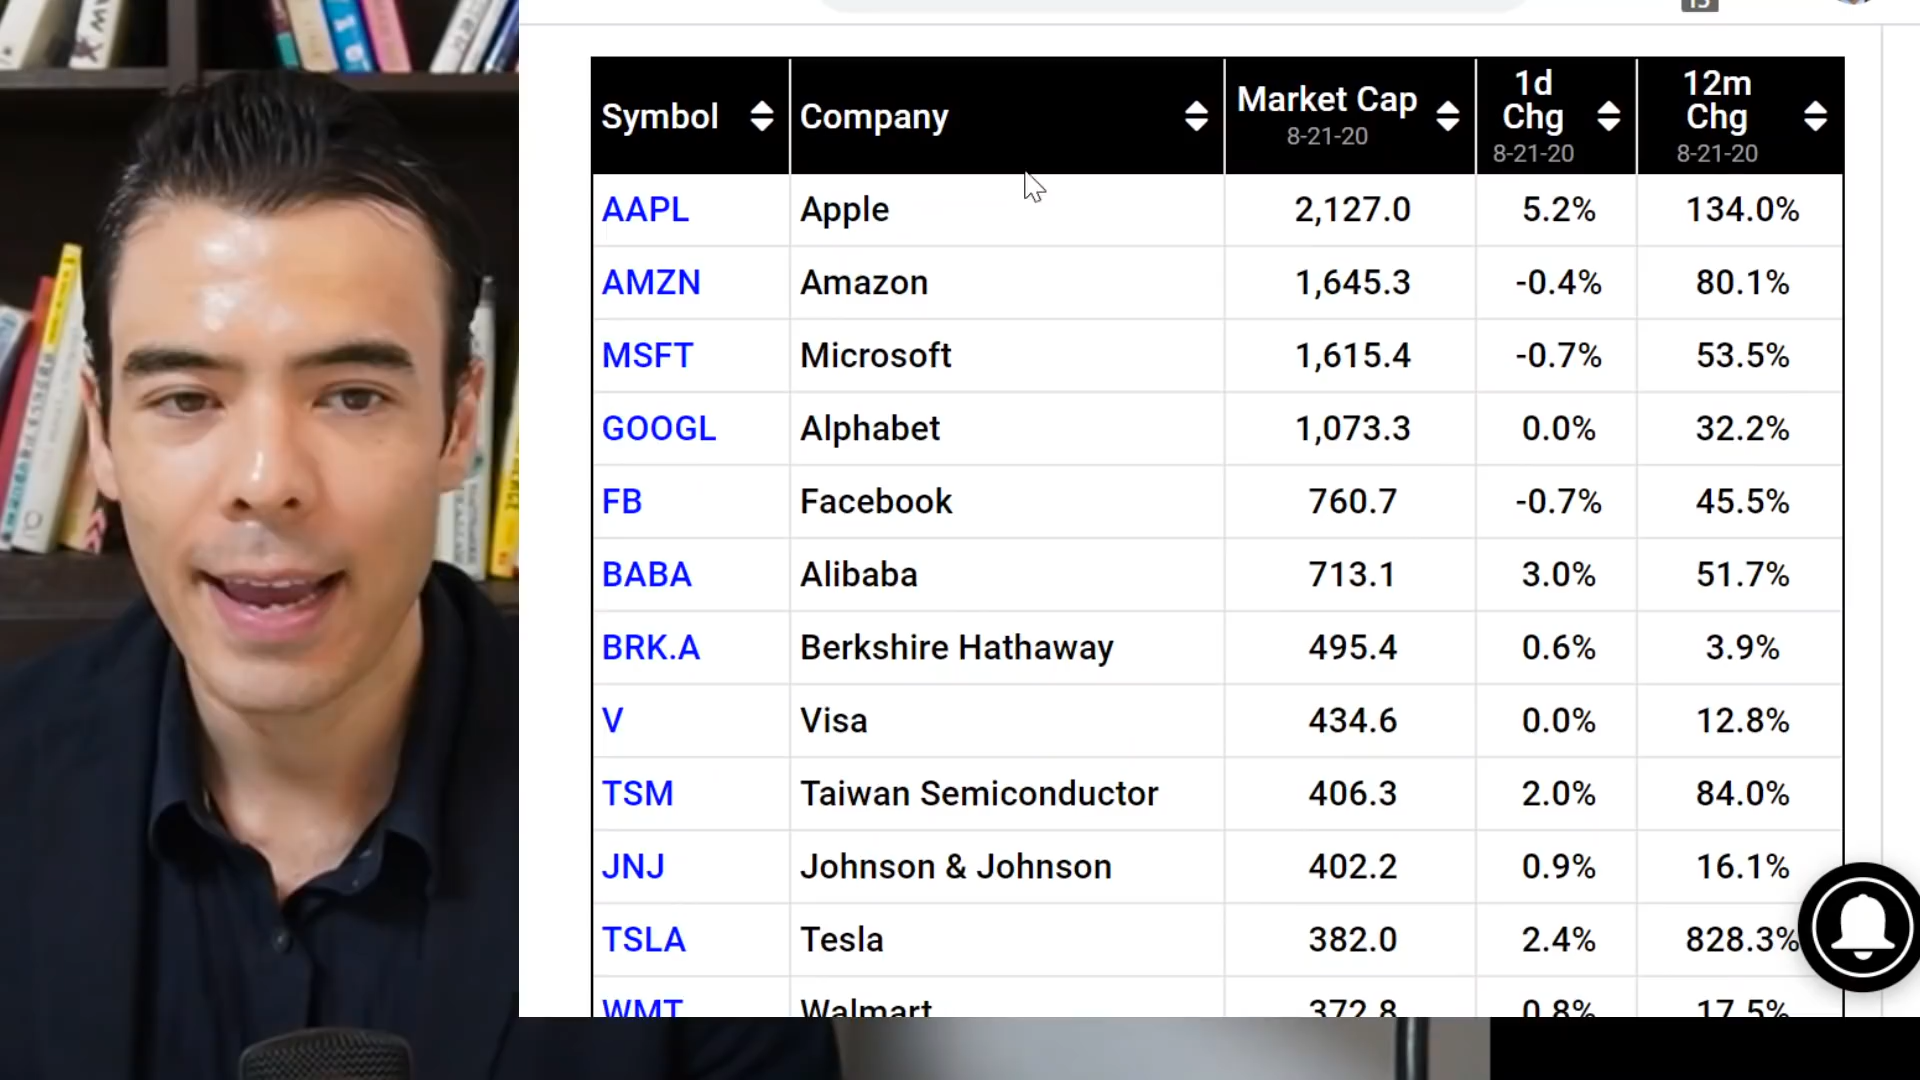 Symbol Company Market Cap 8-21-20 1d Chg 8-21-20 12m Chg 8-21-20
AAPL Apple 2,127.0 5.2% 134.0%
AMZN Amazon 1,645.3 -0.4% 80.1%
MSFT Microsoft 1,615.4 -0.7% 53.5%
GOOGL Alphabet 1,073.3 0.0% 32.2%
FB Facebook 760.7 -0.7% 45.5%
BABA Alibaba 713.1 3.0% 51.7%
BRK.A Berkshire Hathaway 495.4 0.6% 3.9%
V Visa 434.6 0.0% 12.8%
TSM Taiwan Semiconductor 406.3 2.0% 84.0%
JNJ Johnson & Johnson 402.2 0.9% 16.1%
TSLA Tesla 382.0 2.4% 828.3%
WMT Walmart 372.8 0.8% 17.5%